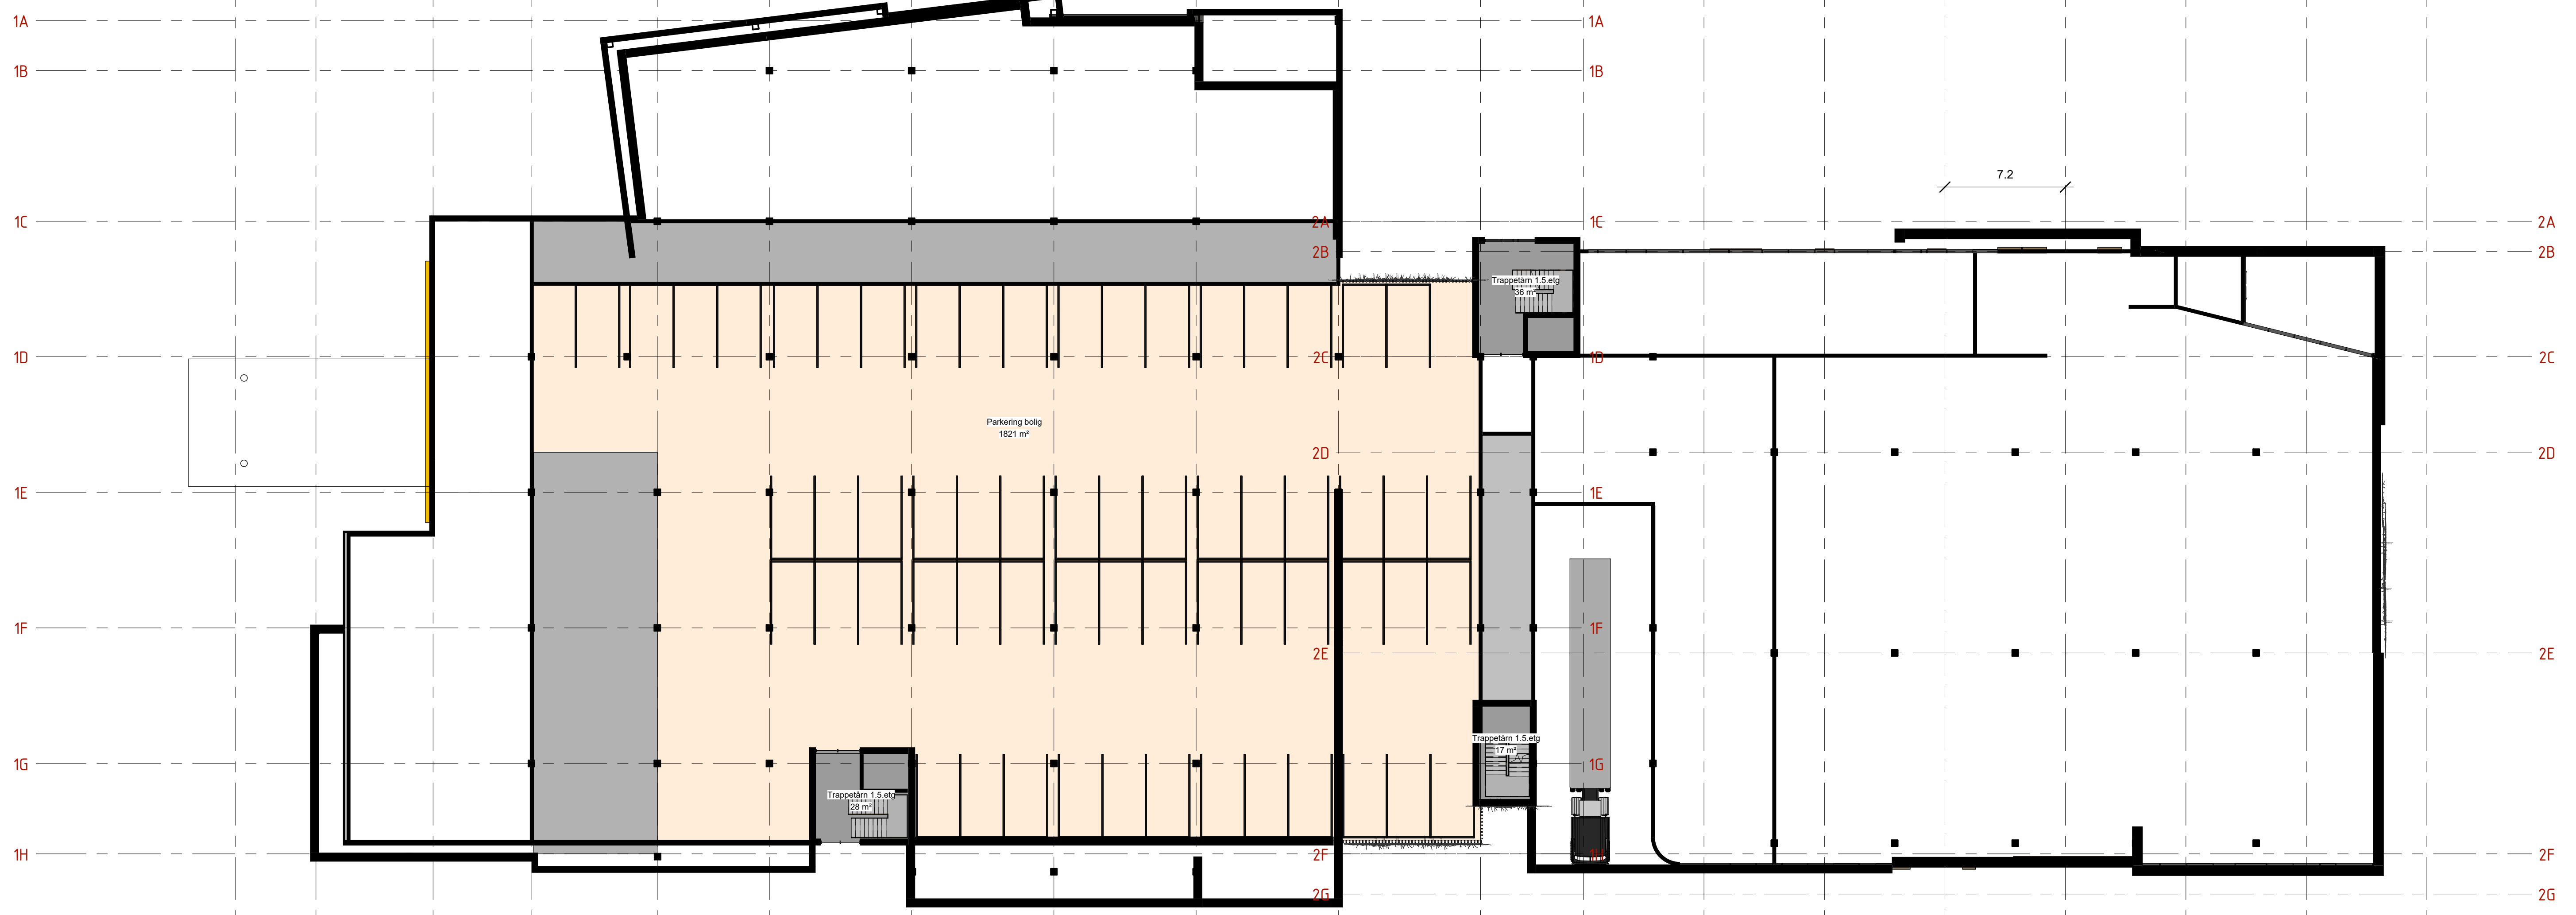 1A 1A
1B 1B
7.2
1C 2A 1C 2A
2B 2B
Trappetårn 1.5.etg
36 m²
1D 2C 1D 2C
Parkering bolig
1821 m²
2D 2D
1E 1E
1F 1F
2E 2E
Trappetårn 1.5.etg
17 m²
1G 1G
Trappetårn 1.5.etg
28 m²
1H 2F 1H 2F
2G 2G